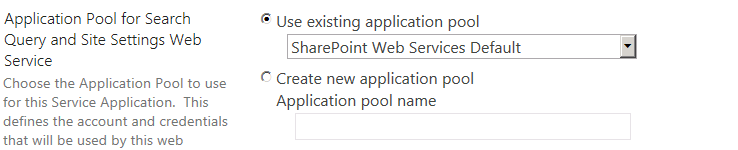 Application Pool for Search
Query and Site Settings Web
Service
Choose the Application Pool to use
for this Service Application.  This
defines the account and credentials
that will be used by this web
Use existing application pool
SharePoint Web Services Default
Create new application pool
Application pool name